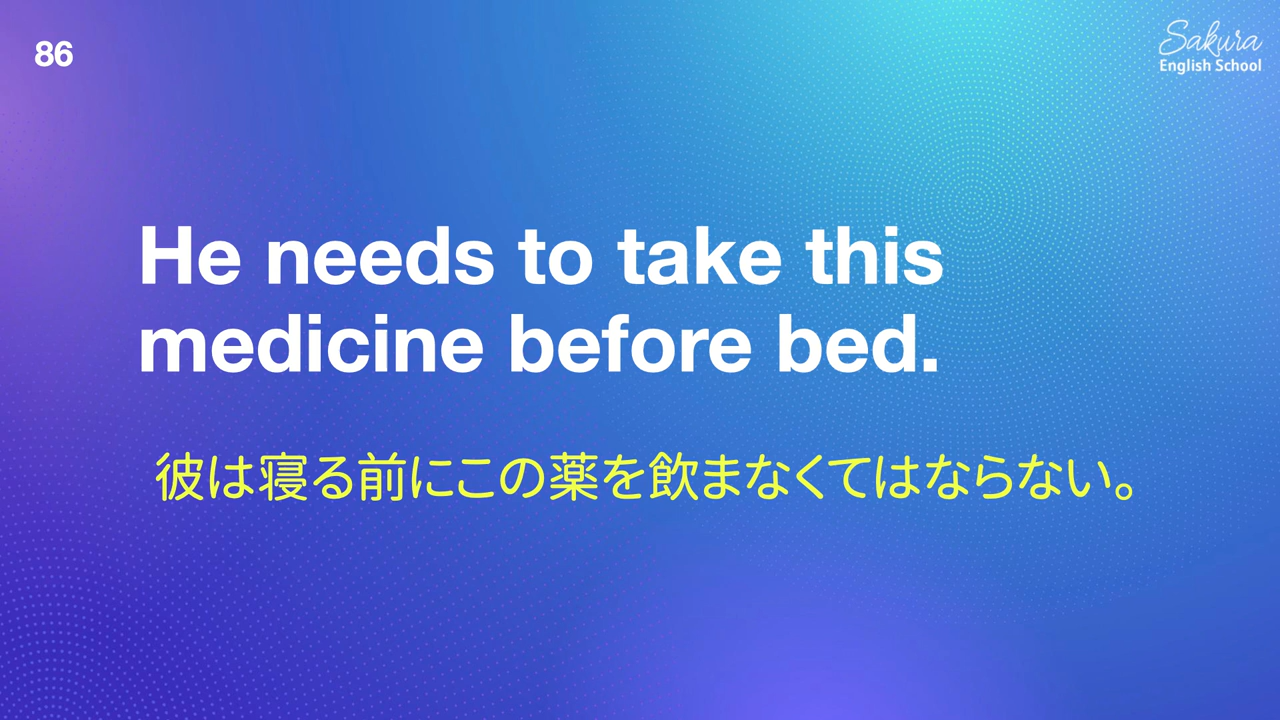 86
Sakura
English School
He needs to take this
medicine before bed.
彼は寝る前にこの薬を飲まなくてはならない。